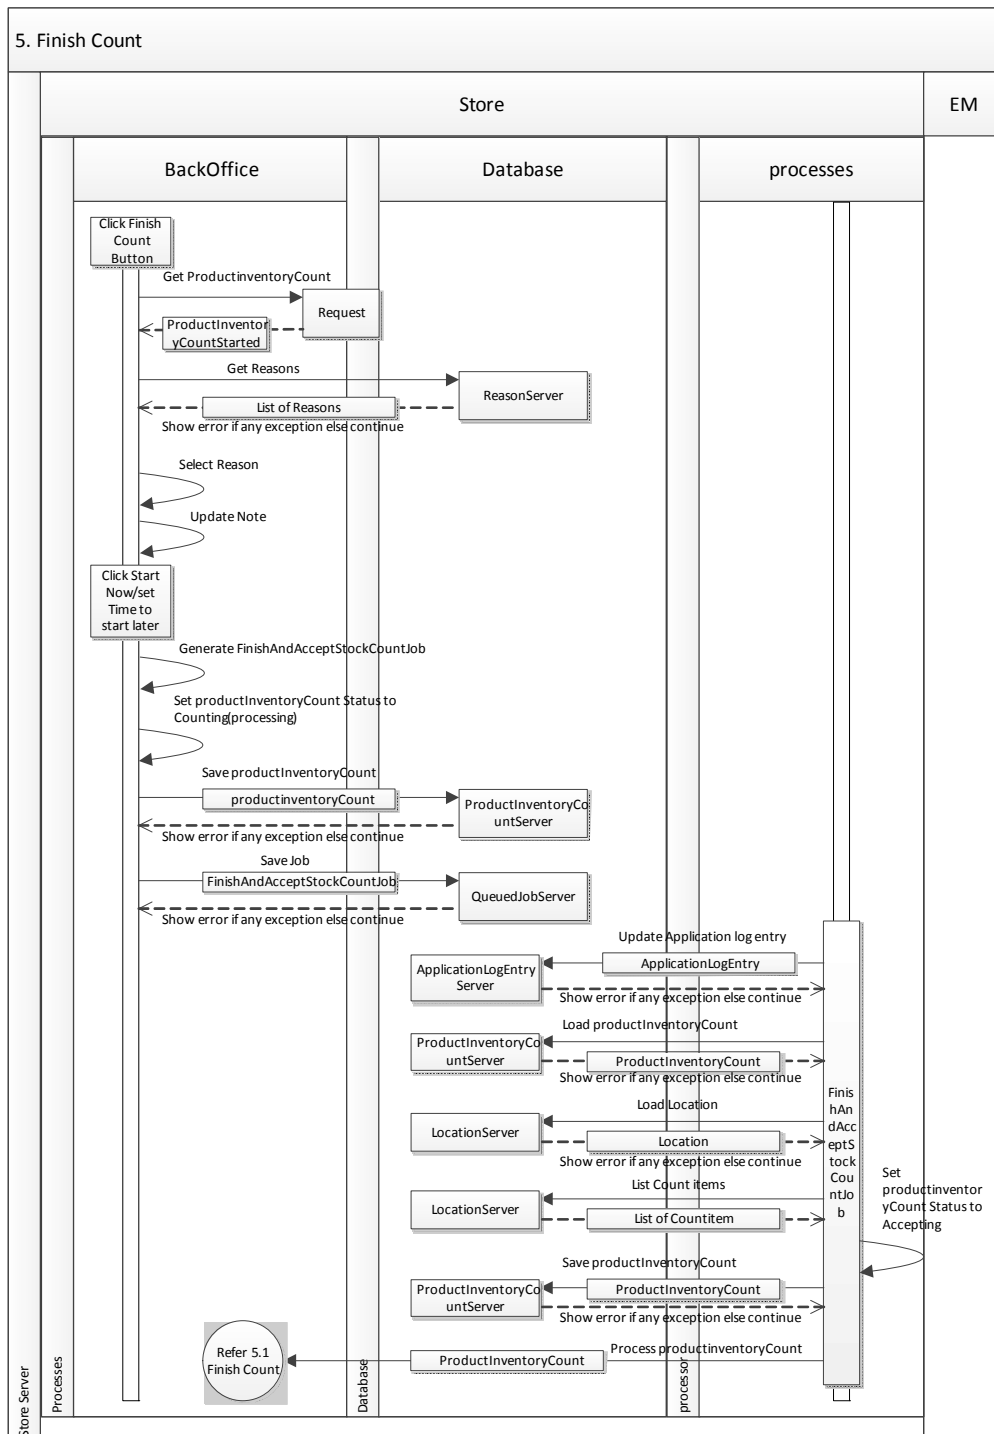 5. Finish Count
Store
EM
BackOffice
Database
processes
Click Finish
Count
Button
Get ProductinventoryCount
Request
ProductInventor
yCountStarted
Get Reasons
ReasonServer
List of Reasons
Show error if any exception else continue
Select Reason
Update Note
Click Start
Now/set
Time to
start later
Generate FinishAndAcceptStockCountJob
Set productInventoryCount Status to
Counting(processing)
Save productInventoryCount
productinventoryCount
ProductInventoryCo
untServer
Show error if any exception else continue
Save Job
FinishAndAcceptStockCountJob
QueuedJobServer
Show error if any exception else continue
Update Application log entry
ApplicationLogEntry
ApplicationLogEntry
Server
Show error if any exception else continue
Load productInventoryCount
ProductInventoryCo
untServer
ProductInventoryCount
Show error if any exception else continue
Load Location
LocationServer
Location
Show error if any exception else continue
List Count items
LocationServer
List of Countitem
Finis
hAn
dAcc
eptS
tock
Cou
ntJo
b
Set
productinventor
yCount Status to
Accepting
Save productInventoryCount
ProductInventoryCo
untServer
ProductInventoryCount
Show error if any exception else continue
Process productinventoryCount
ProductInventoryCount
Refer 5.1
Finish Count
Store Server
Processes
Database
processor